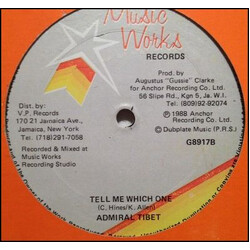 Music
Works
RECORDS
Prod. by
Augustus "Gussie" Clarke
for Anchor Recording Co. Ltd.
56 Slipe Rd., Kgn 5, Ja. W.I.
Tel: (809)92-92074
Dist. by:
V.P. Records
170 21 Jamaica Ave.,
Jamaica, New York
Tel: (718)291-7058
Recorded & Mixed at
Music Works
Recording Studio
Ⓟ 1988 Anchor
Recording Co. Ltd.
© Dubplate Music (P.R.S.)
G8917B
TELL ME WHICH ONE
(C. Hines/K. Allen)
ADMIRAL TIBET